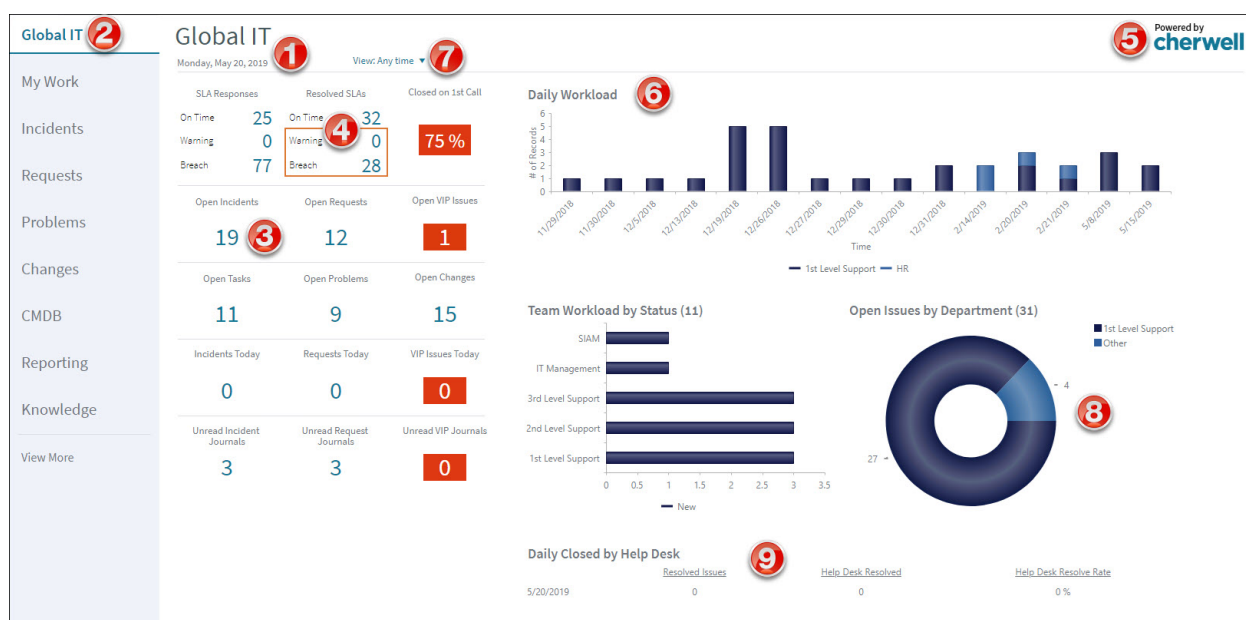 Global IT 2
My Work
Incidents
Requests
Problems
Changes
CMDB
Reporting
Knowledge
View More
Global IT
1
Monday, May 20, 2019
View: Any time ▼ 7
5 Powered by
cherwell
SLA Responses
On Time 25
Warning 0
Breach 77
Resolved SLAs
On Time 32
4
Warning 0
Breach 28
Closed on 1st Call
75 %
Open Incidents
19 3
Open Requests
12
Open VIP Issues
1
Open Tasks
11
Open Problems
9
Open Changes
15
Incidents Today
0
Requests Today
0
VIP Issues Today
0
Unread Incident
Journals
3
Unread Request
Journals
3
Unread VIP Journals
0
Daily Workload 6
# of Records
6
5
4
3
2
1
0
11/29/2018 11/30/2018 12/5/2018 12/13/2018 12/19/2018 12/26/2018 12/27/2018 12/29/2018 12/30/2018 12/31/2018 2/14/2019 2/20/2019 2/21/2019 5/8/2019 5/15/2019
Time
1st Level Support HR
Team Workload by Status (11)
SIAM
IT Management
3rd Level Support
2nd Level Support
1st Level Support
0 0.5 1 1.5 2 2.5 3 3.5
New
Open Issues by Department (31)
1st Level Support
Other
4
8
27
Daily Closed by Help Desk 9
Resolved Issues Help Desk Resolved Help Desk Resolve Rate
5/20/2019 0 0 0 %